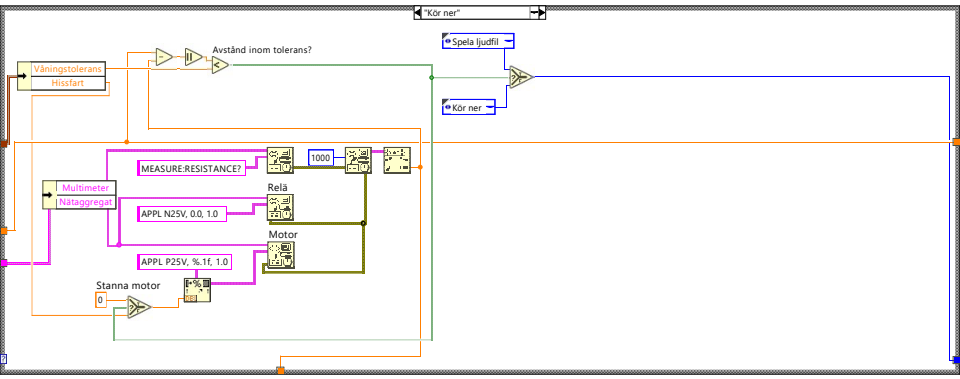 "Kör ner"
Avstånd inom tolerans?
Spela ljudfil
Våningstolerans
Hissfart
Kör ner
MEASURE:RESISTANCE?
1000
Multimeter
Nätaggregat
Relä
APPL N25V, 0.0, 1.0
Motor
APPL P25V, %.1f, 1.0
Stanna motor
0
?